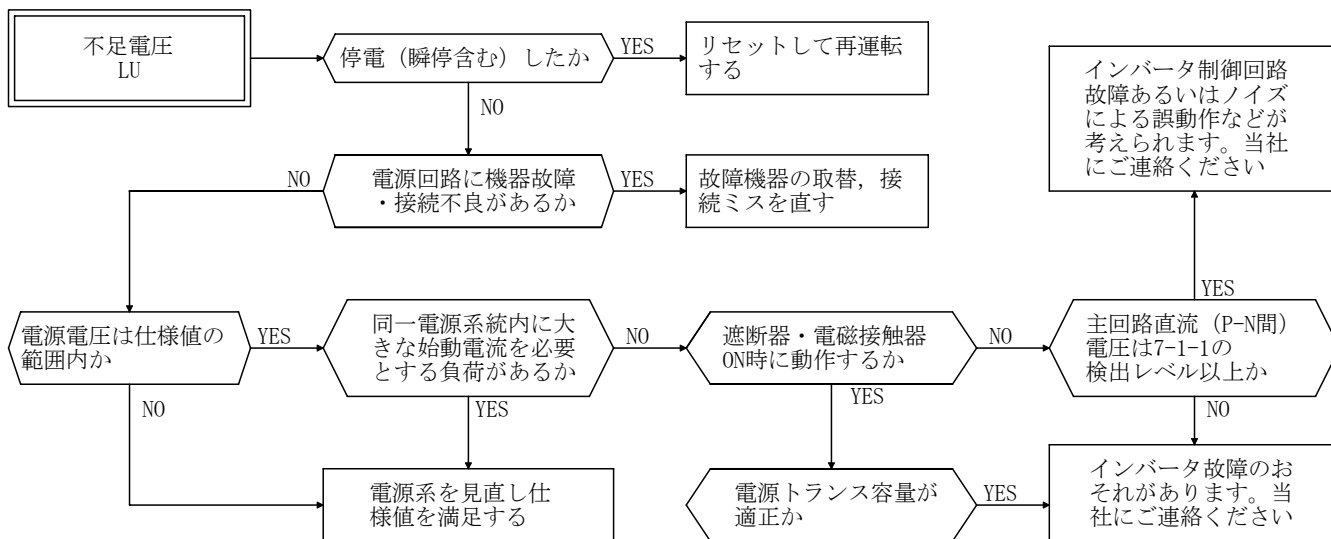 不足電圧
LU
停電（瞬停含む）したか
YES
リセットして再運転
する
NO
インバータ制御回路
故障あるいはノイズ
による誤動作などが
考えられます。当社
にご連絡ください
NO
電源回路に機器故障
・接続不良があるか
YES
故障機器の取替，接
続ミスを直す
YES
電源電圧は仕様値の
範囲内か
YES
同一電源系統内に大
きな始動電流を必要
とする負荷があるか
NO
遮断器・電磁接触器
ON時に動作するか
NO
主回路直流（P-N間）
電圧は7-1-1の
検出レベル以上か
NO
YES
YES
NO
電源系を見直し仕
様値を満足する
電源トランス容量が
適正か
YES
インバータ故障のお
それがあります。当
社にご連絡ください